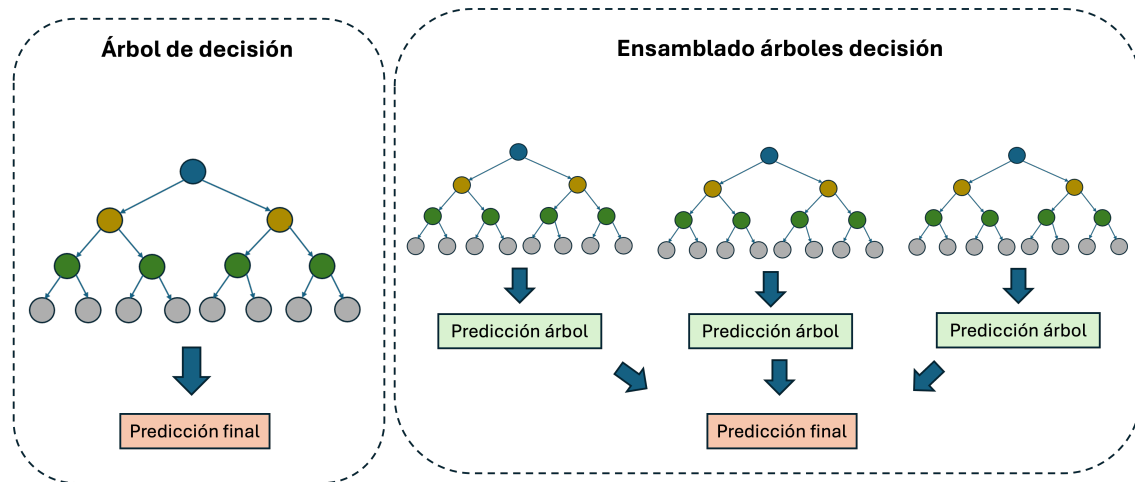 Árbol de decisión
Predicción final
Ensamblado árboles decisión
Predicción árbol
Predicción árbol
Predicción árbol
Predicción final